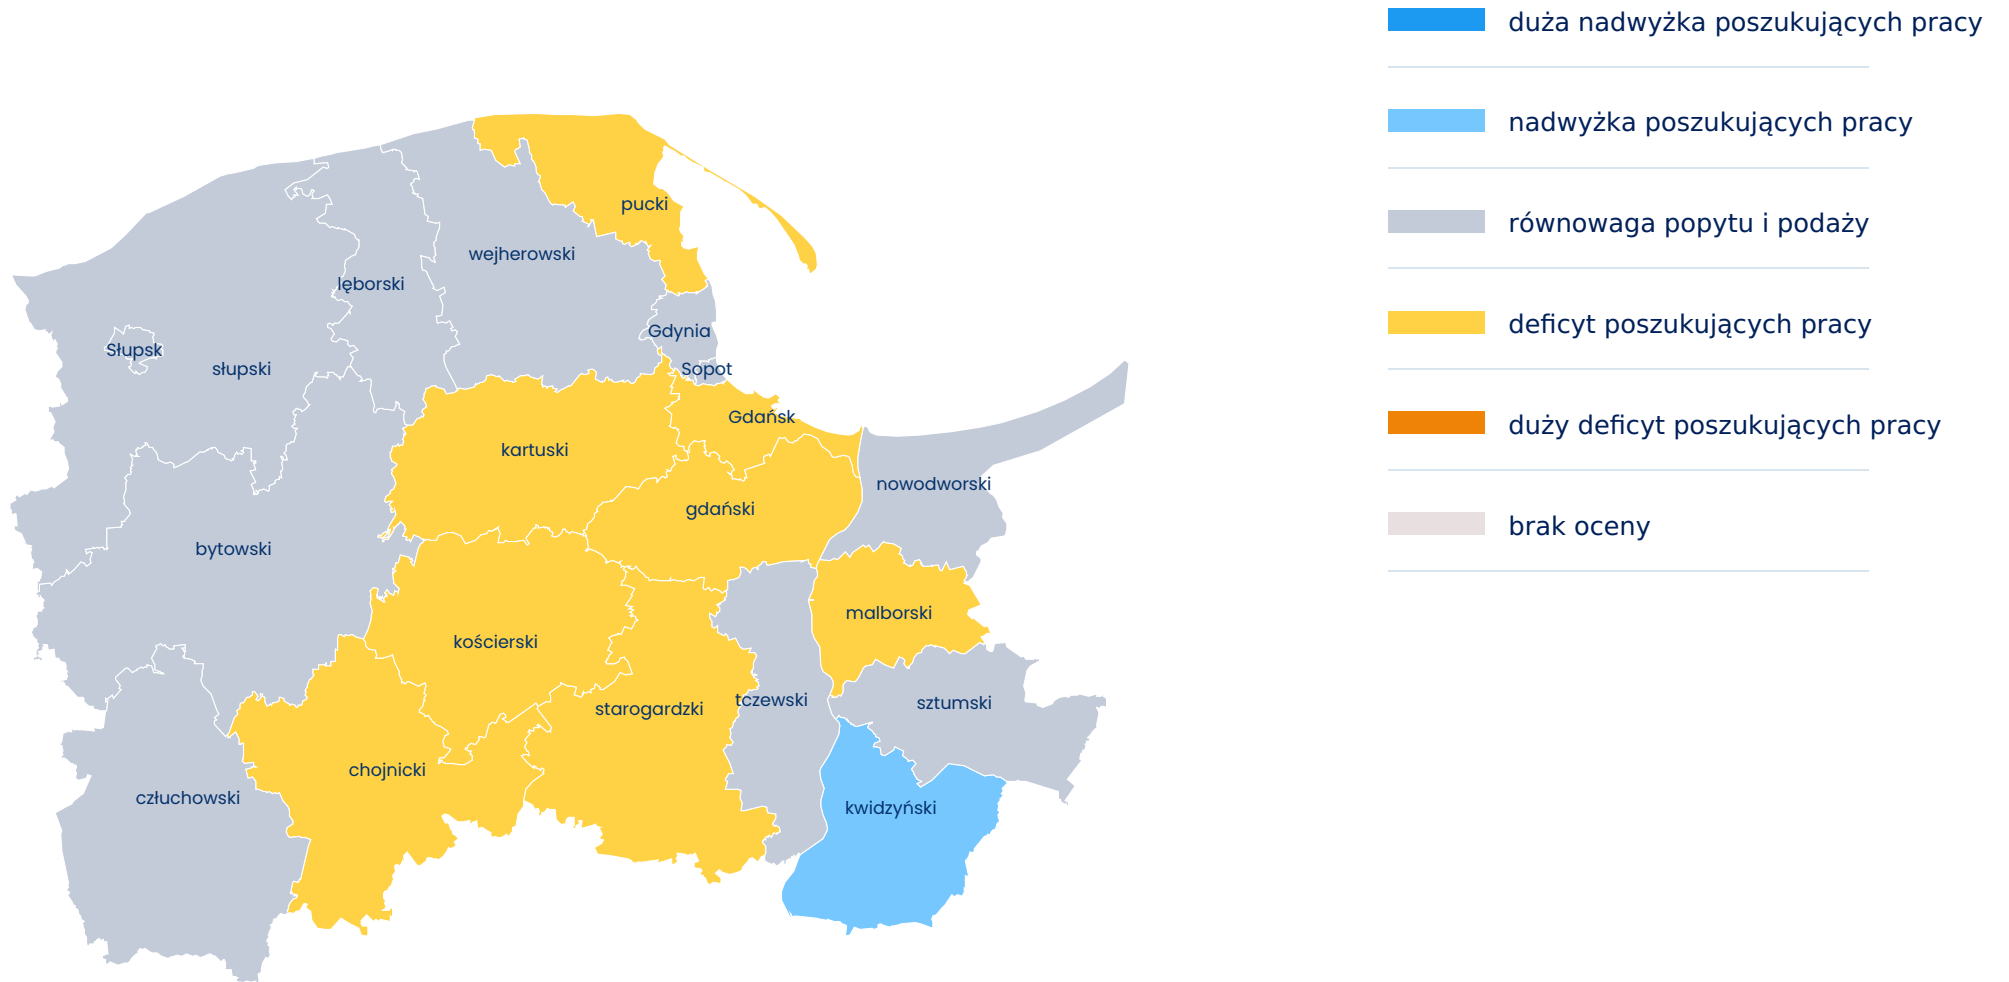 duża nadwyżka poszukujących pracy
nadwyżka poszukujących pracy
równowaga popytu i podaży
deficyt poszukujących pracy
duży deficyt poszukujących pracy
brak oceny
pucki
wejherowski
lęborski
Gdynia
Słupsk
słupski
Sopot
Gdańsk
kartuski
nowodworski
gdański
bytowski
malborski
kościerski
tczewski
sztumski
starogardzki
chojnicki
człuchowski
kwidzyński